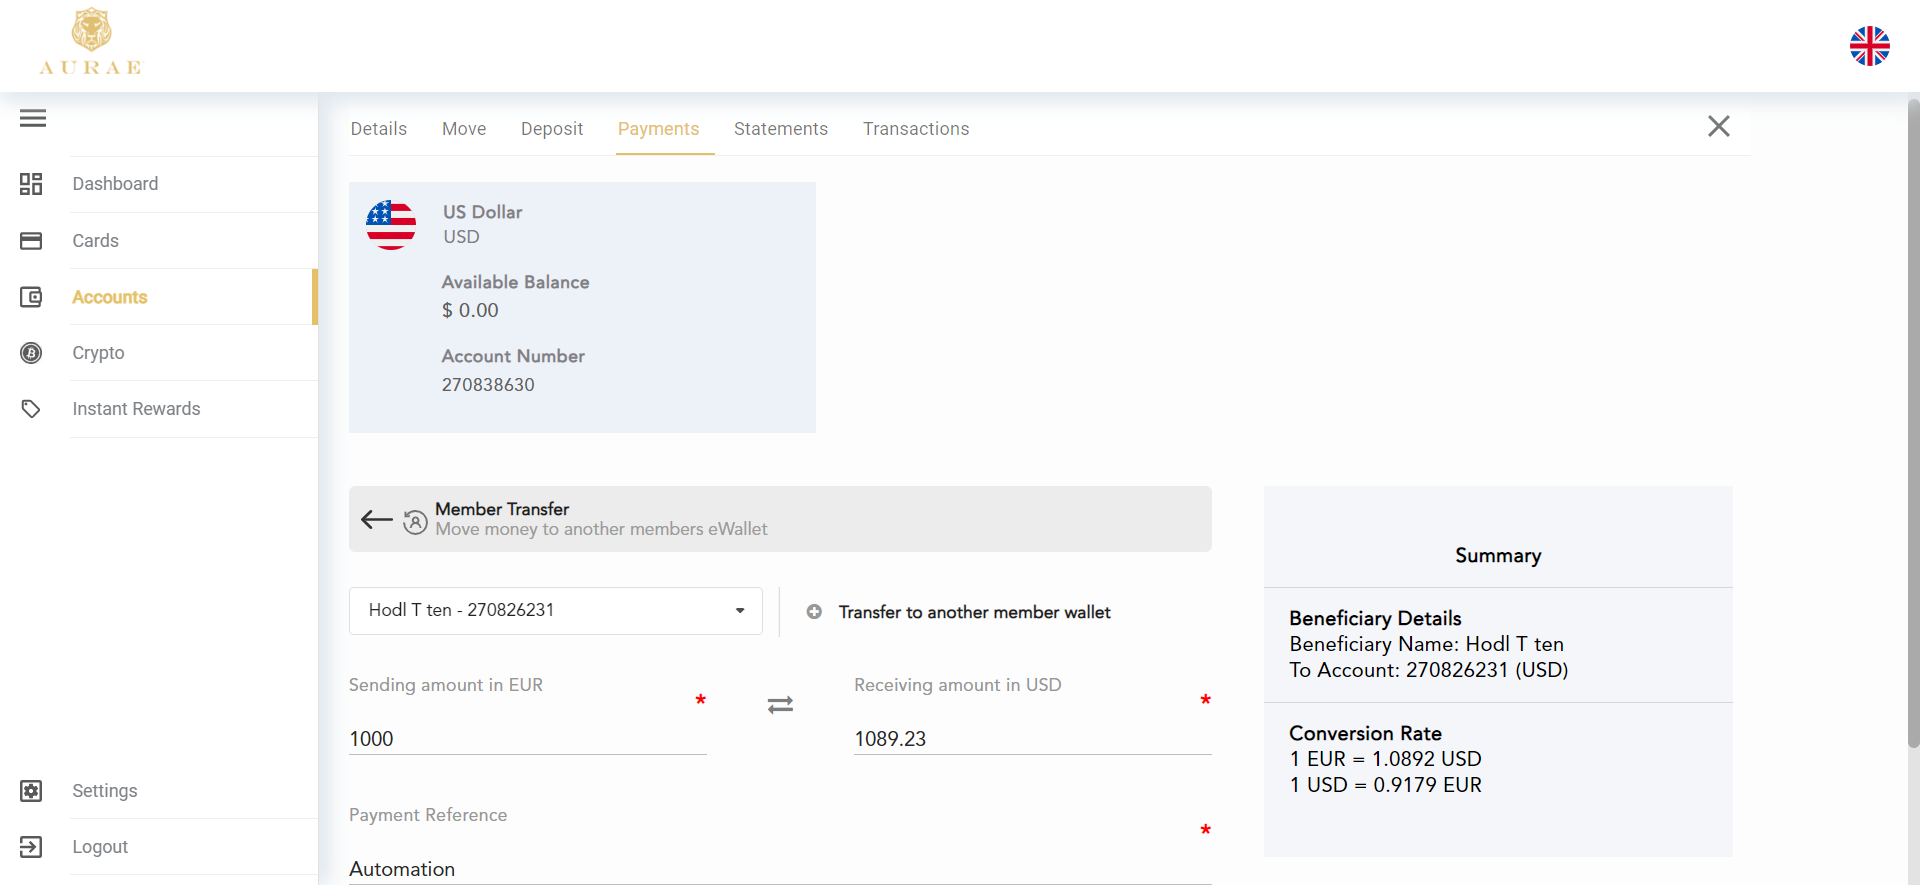 AURAE
Details
Move
Deposit
Payments
Statements
Transactions
Dashboard
Cards
Accounts
Crypto
Instant Rewards
Settings
Logout
US Dollar
USD
Available Balance
$ 0.00
Account Number
270838630
Member Transfer
Move money to another members eWallet
Hodl T ten - 270826231
Transfer to another member wallet
Sending amount in EUR
*
1000
Receiving amount in USD
*
1089.23
Payment Reference
*
Automation
Summary
Beneficiary Details
Beneficiary Name: Hodl T ten
To Account: 270826231 (USD)
Conversion Rate
1 EUR = 1.0892 USD
1 USD = 0.9179 EUR